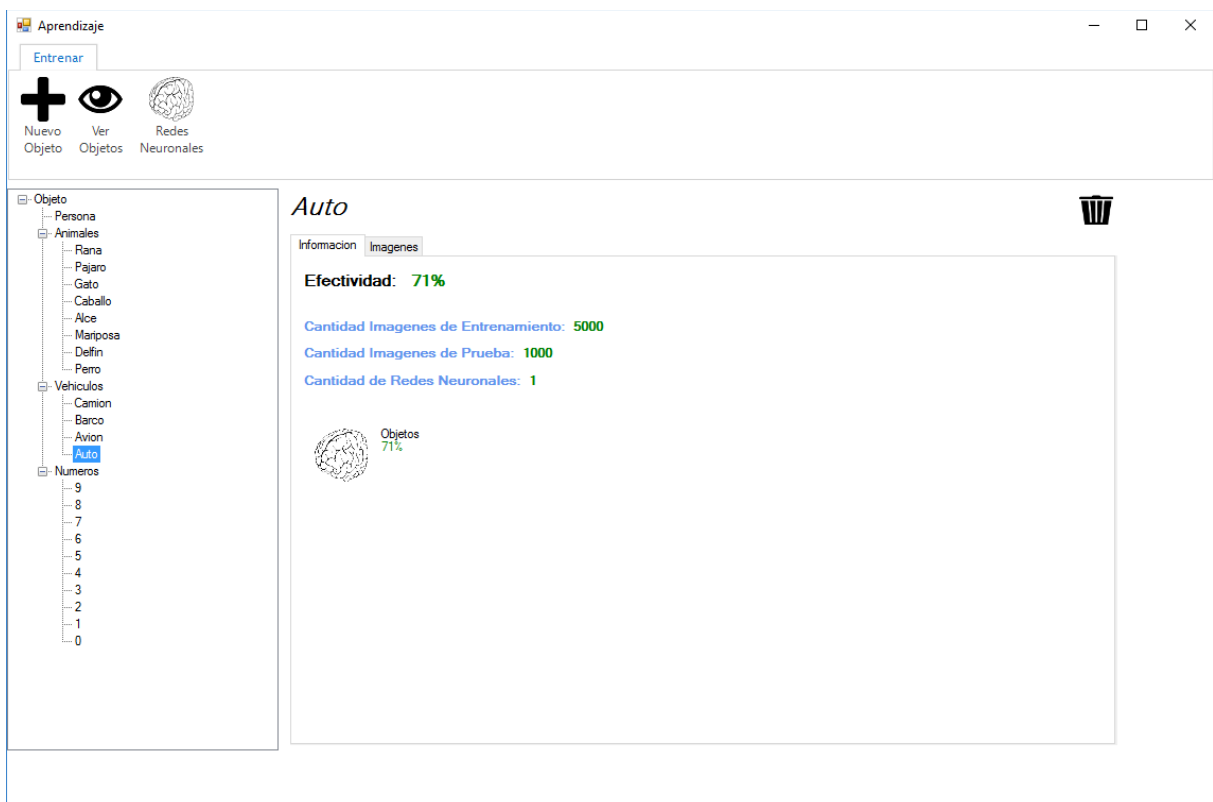 Aprendizaje
Entrenar
Nuevo Objeto
Ver Objetos
Redes Neuronales
Objeto
Persona
Animales
Rana
Pajaro
Gato
Caballo
Alce
Mariposa
Delfin
Perro
Vehiculos
Camion
Barco
Avion
Auto
Numeros
9
8
7
6
5
4
3
2
1
0
Auto
Informacion
Imagenes
Efectividad: 71%
Cantidad Imagenes de Entrenamiento: 5000
Cantidad Imagenes de Prueba: 1000
Cantidad de Redes Neuronales: 1
Objetos
71%